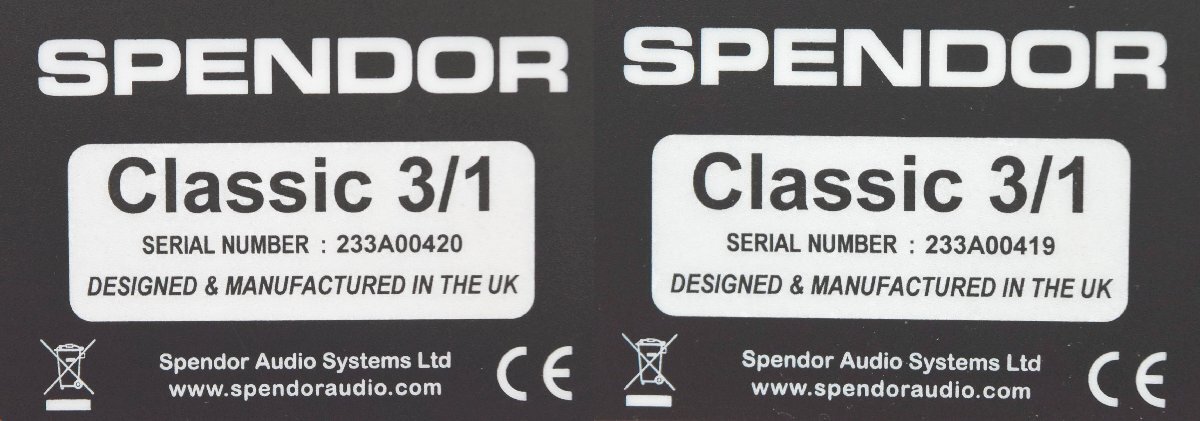 SPENDOR
Classic 3/1
SERIAL NUMBER : 233A00420
DESIGNED & MANUFACTURED IN THE UK
Spendor Audio Systems Ltd
www.spendoraudio.com
CE
SPENDOR
Classic 3/1
SERIAL NUMBER : 233A00419
DESIGNED & MANUFACTURED IN THE UK
Spendor Audio Systems Ltd
www.spendoraudio.com
CE